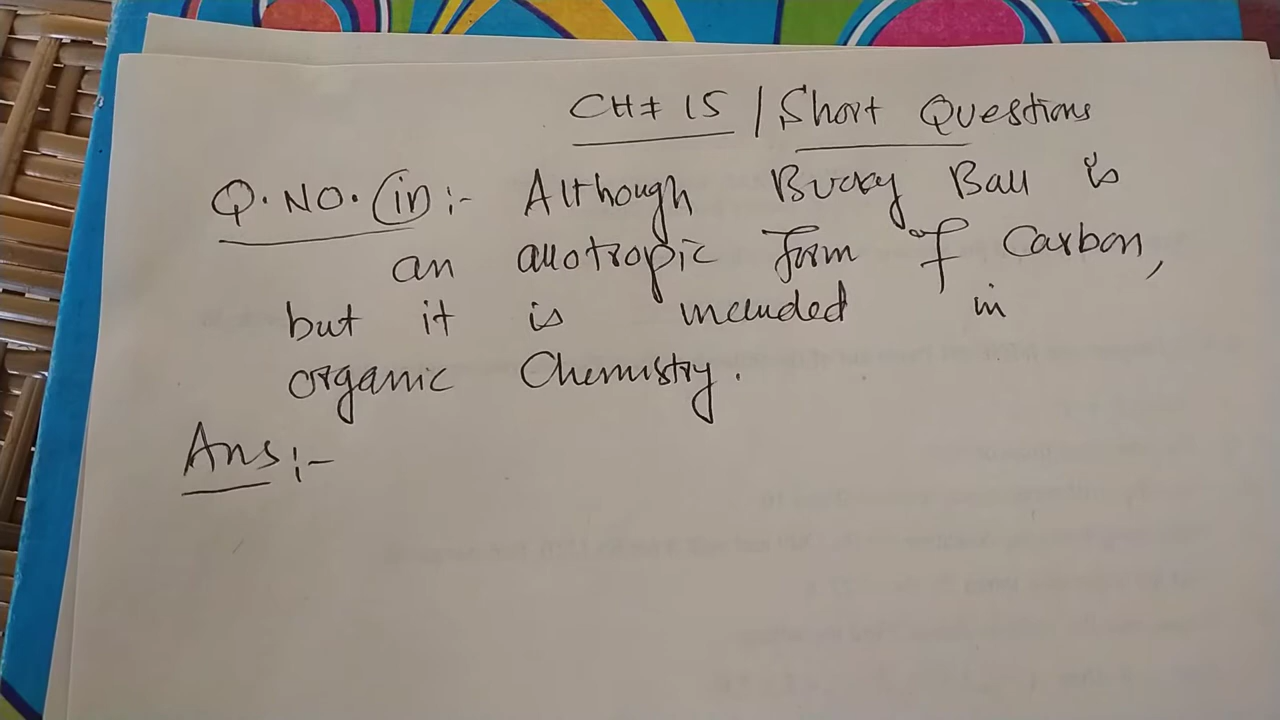 CH# 15 / Short Questions
Q.NO. (iii):- Although Bucky Ball is
an allotropic form of Carbon,
but it is included in
organic Chemistry.
Ans:-